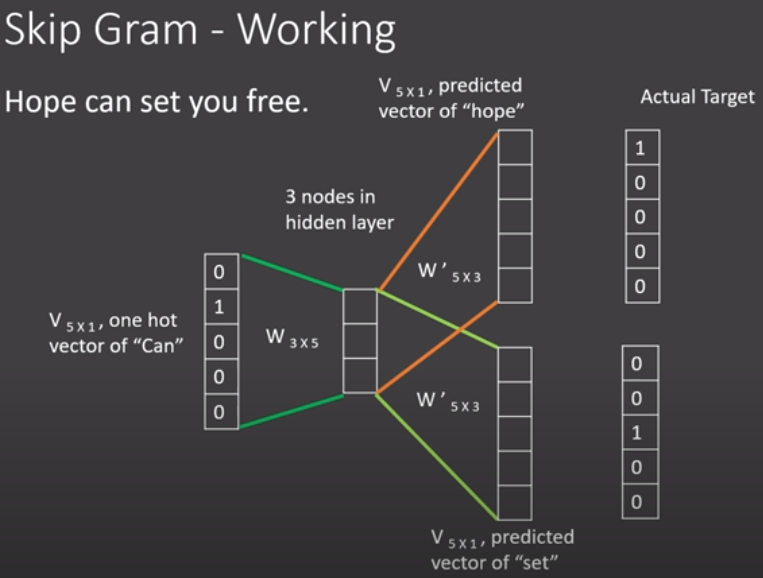 Skip Gram - Working
Hope can set you free.
V 5X1, predicted
vector of "hope"
Actual Target
3 nodes in
hidden layer
V 5X1, one hot
vector of "Can"
0
1
0
0
0
W 3X5
W' 5X3
W' 5X3
1
0
0
0
0
0
0
1
0
0
V 5X1, predicted
vector of "set"